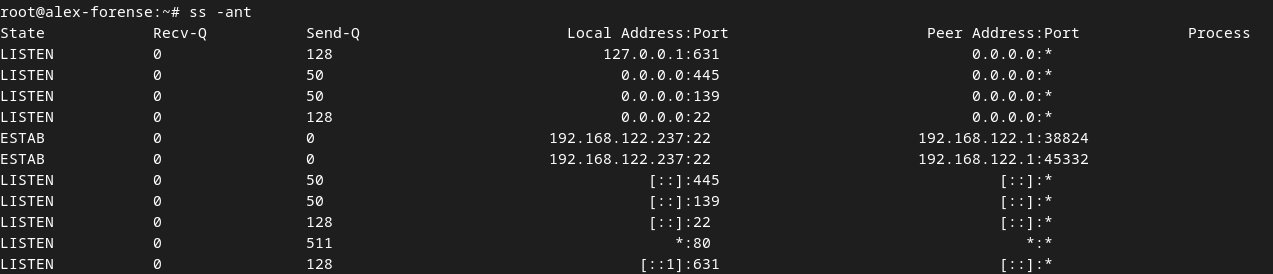 root@alex-forense:~# ss -ant
State Recv-Q Send-Q Local Address:Port Peer Address:Port Process
LISTEN 0 128 127.0.0.1:631 0.0.0.0:*
LISTEN 0 50 0.0.0.0:445 0.0.0.0:*
LISTEN 0 50 0.0.0.0:139 0.0.0.0:*
LISTEN 0 128 0.0.0.0:22 0.0.0.0:*
ESTAB 0 0 192.168.122.237:22 192.168.122.1:38824
ESTAB 0 0 192.168.122.237:22 192.168.122.1:45332
LISTEN 0 50 [::]:445 [::]:*
LISTEN 0 50 [::]:139 [::]:*
LISTEN 0 128 [::]:22 [::]:*
LISTEN 0 511 *:80 *:*
LISTEN 0 128 [::1]:631 [::]:*